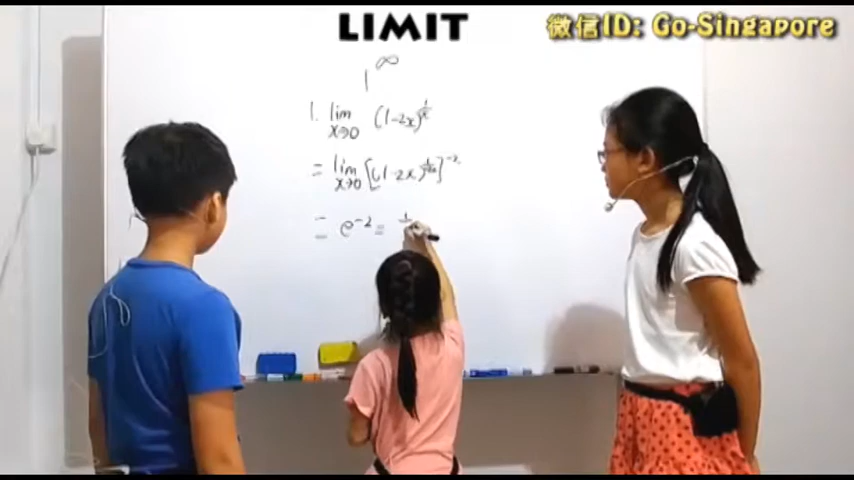 LIMIT
微信ID: Go-Singapore
1^∞
1. lim x→0 (1-2x)^(1/x)
= lim x→0 [(1-2x)^(1/-2x)]^-2
= e^-2 = 1